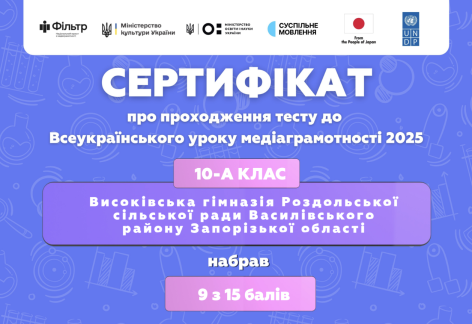 Фільтр
Міністерство
культури України
МІНІСТЕРСТВО
ОСВІТИ І НАУКИ
УКРАЇНИ
СУСПІЛЬНЕ
МОВЛЕННЯ
From
the People of Japan
U N
D P
СЕРТИФІКАТ
про проходження тесту до
Всеукраїнського уроку медіаграмотності 2025
10-А КЛАС
Високівська гімназія Роздольської
сільської ради Василівського
району Запорізької області
набрав
9 з 15 балів